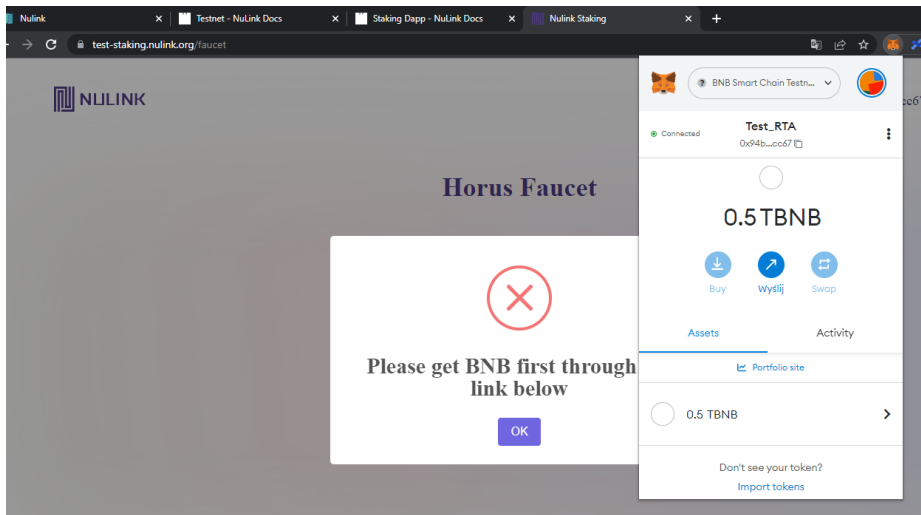 Nulink
Testnet - NuLink Docs
Staking Dapp - NuLink Docs
Nulink Staking
test-staking.nulink.org/faucet
NULINK
Horus Faucet
Please get BNB first through
link below
OK
BNB Smart Chain Testn...
Connected
Test_RTA
0x94b...cc67
0.5 TBNB
Buy
Wyślij
Swap
Assets
Activity
Portfolio site
0.5 TBNB
Don't see your token?
Import tokens